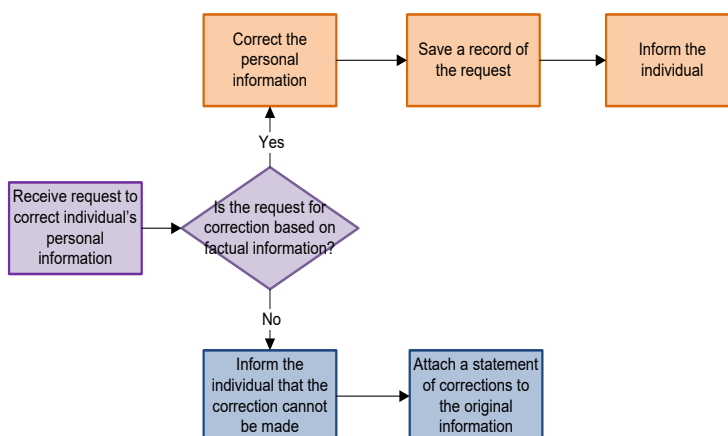 Correct the
personal
information
Save a record of
the request
Inform the
individual
Yes
Receive request to
correct individual's
personal
information
Is the request for
correction based on
factual information?
No
Inform the
individual that the
correction cannot
be made
Attach a statement
of corrections to
the original
information